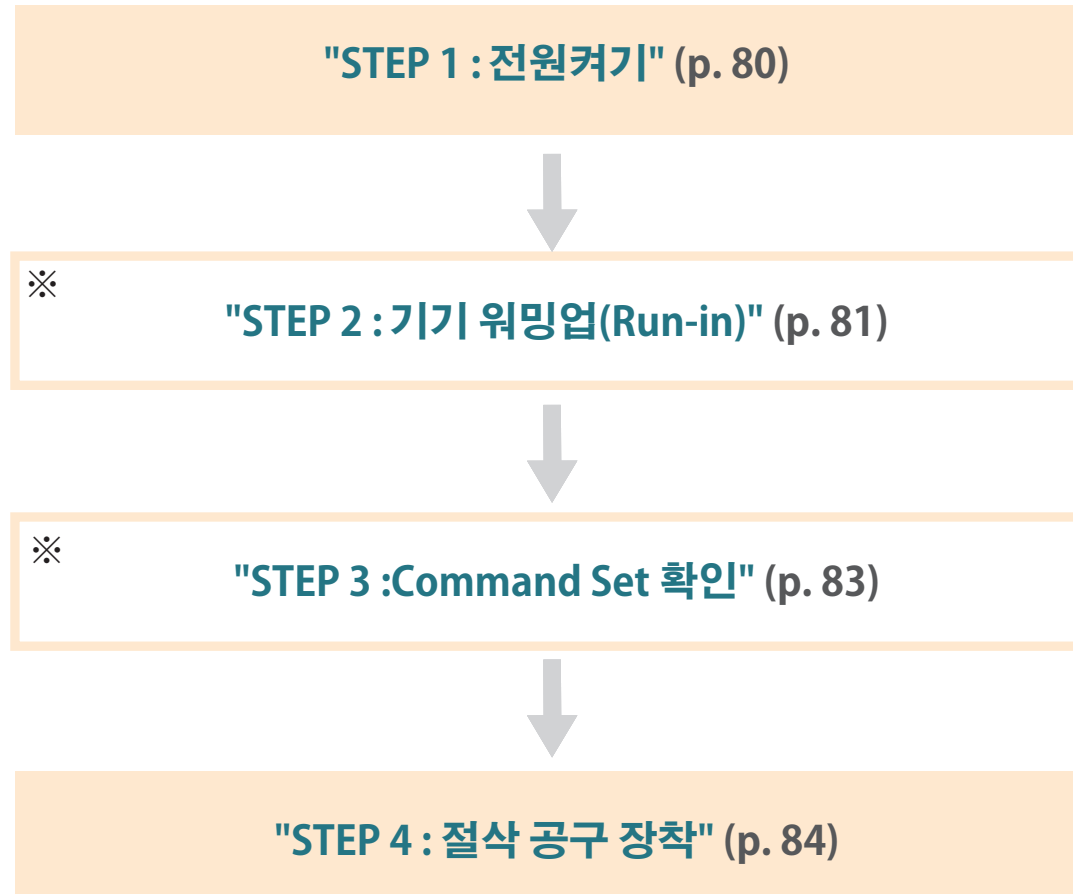 "STEP 1 : 전원켜기" (p. 80)
※
"STEP 2 : 기기 워밍업(Run-in)" (p. 81)
※
"STEP 3 :Command Set 확인" (p. 83)
"STEP 4 : 절삭 공구 장착" (p. 84)